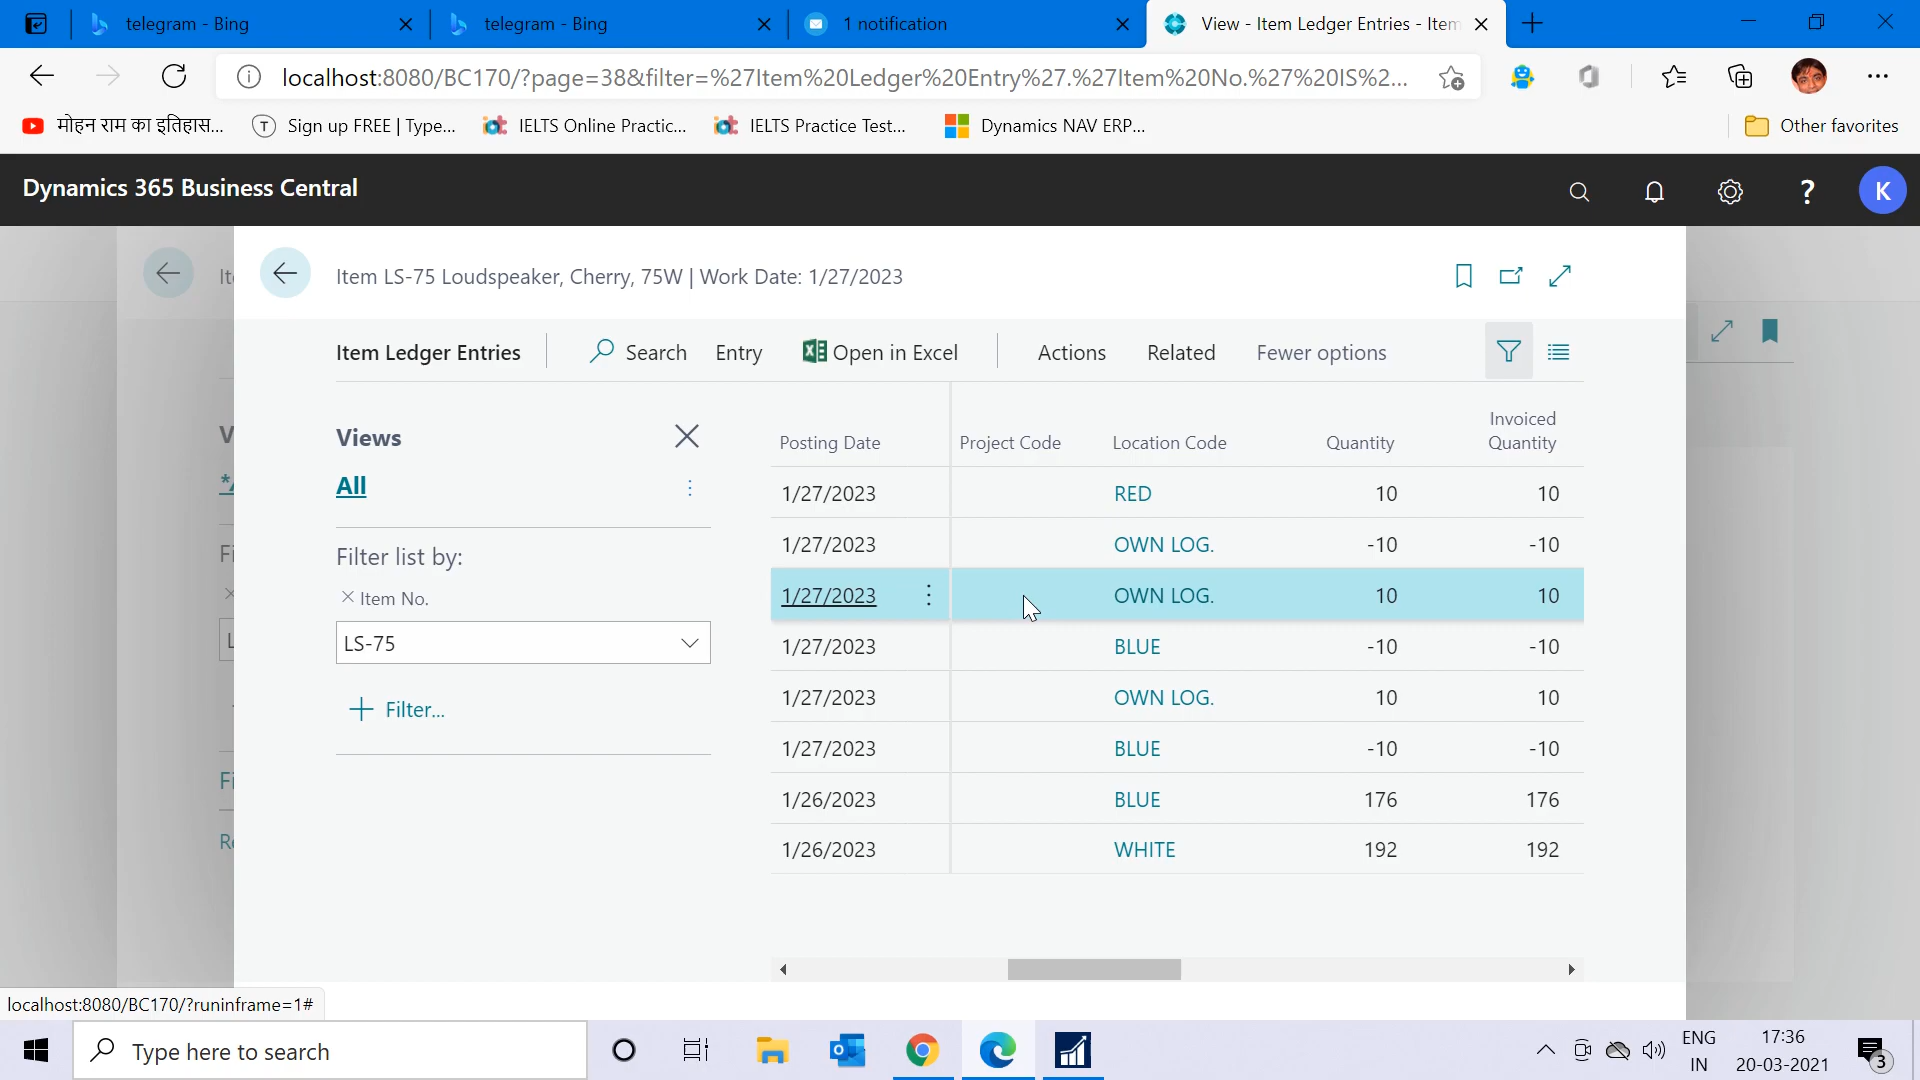 telegram - Bing
telegram - Bing
1 notification
View - Item Ledger Entries - Item
localhost:8080/BC170/?page=38&filter=%27Item%20Ledger%20Entry%27.%27Item%20No.%27%20IS%2...
मोहन राम का इतिहास...
Sign up FREE | Type...
IELTS Online Practic...
IELTS Practice Test...
Dynamics NAV ERP...
Other favorites
Dynamics 365 Business Central
?
K
Item LS-75 Loudspeaker, Cherry, 75W | Work Date: 1/27/2023
Item Ledger Entries
Search
Entry
Open in Excel
Actions
Related
Fewer options
Views
All
Filter list by:
× Item No.
LS-75
+ Filter...
Posting Date Project Code Location Code Quantity Invoiced Quantity
1/27/2023 RED 10 10
1/27/2023 OWN LOG. -10 -10
1/27/2023 OWN LOG. 10 10
1/27/2023 BLUE -10 -10
1/27/2023 OWN LOG. 10 10
1/27/2023 BLUE -10 -10
1/26/2023 BLUE 176 176
1/26/2023 WHITE 192 192
localhost:8080/BC170/?runinframe=1#
Type here to search
ENG
IN
17:36
20-03-2021
3